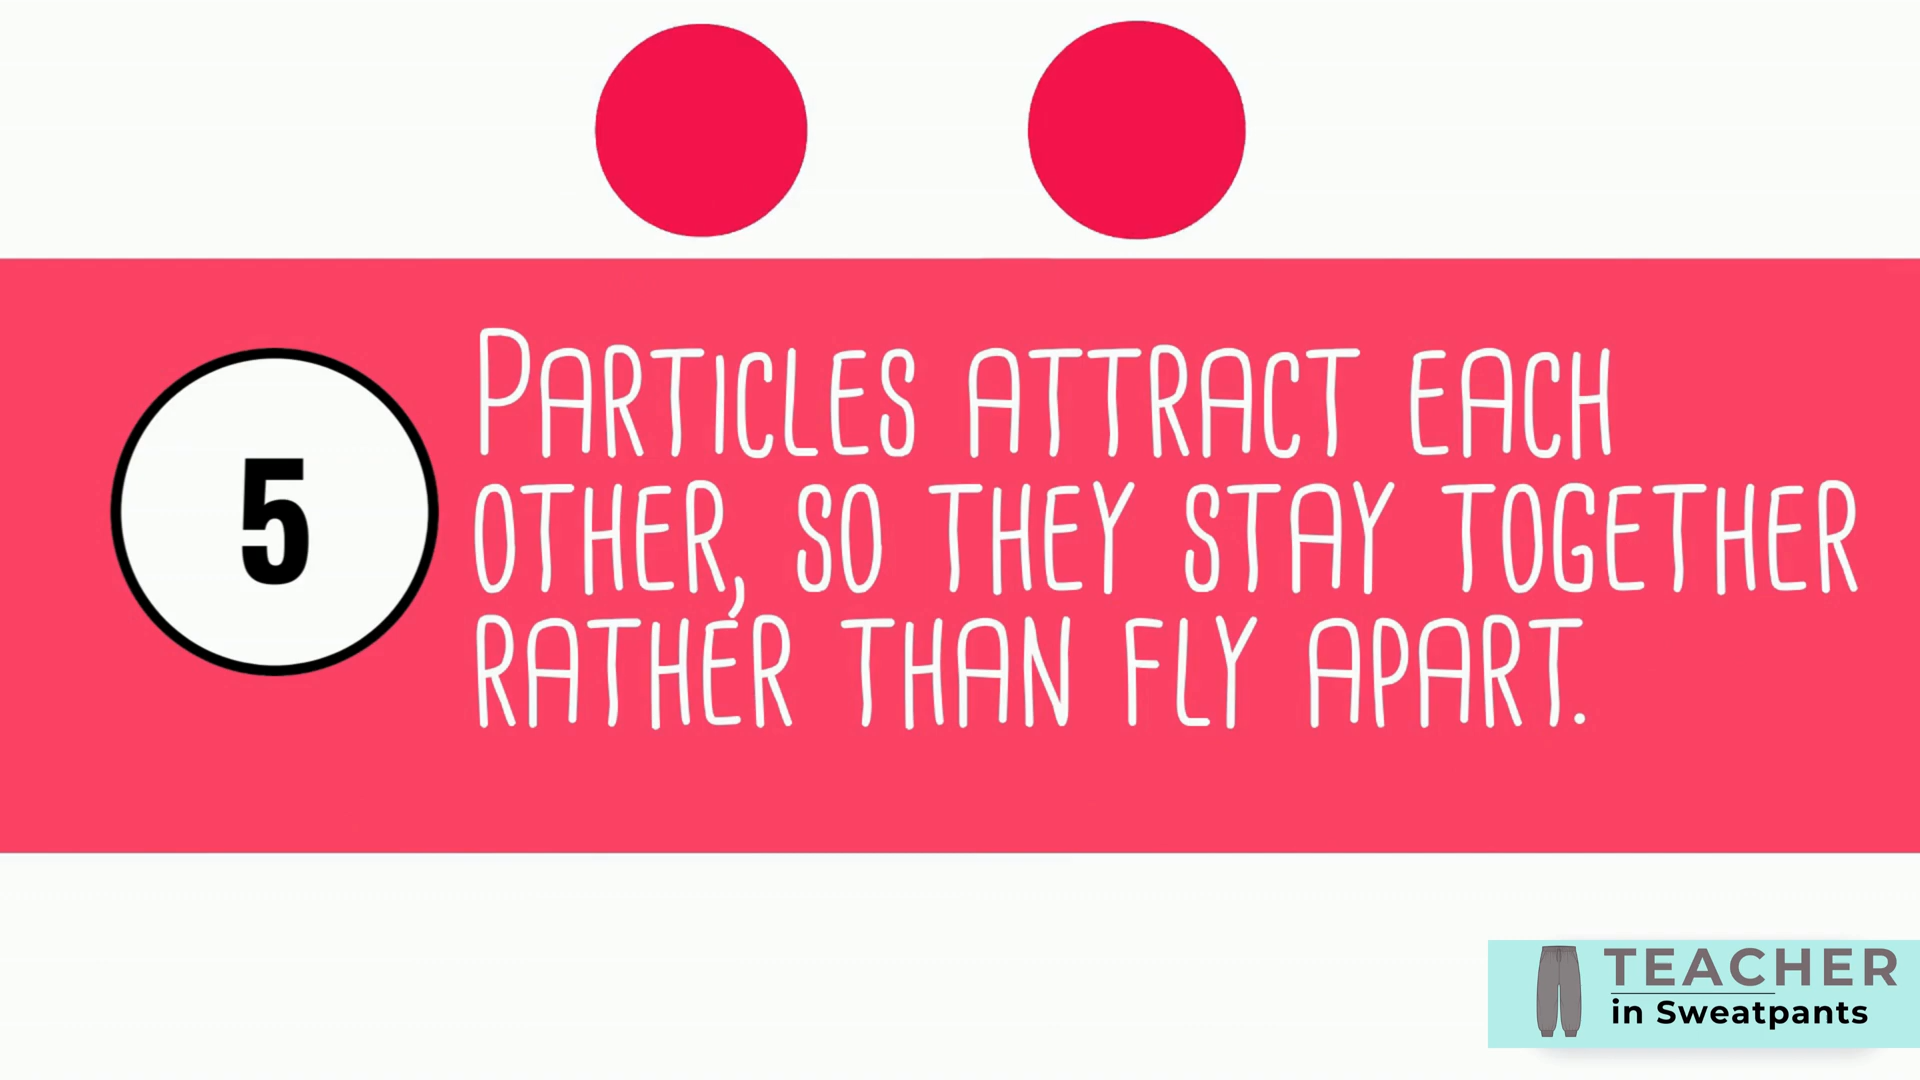 5
Particles attract each
other, so they stay together
rather than fly apart.
TEACHER
in Sweatpants